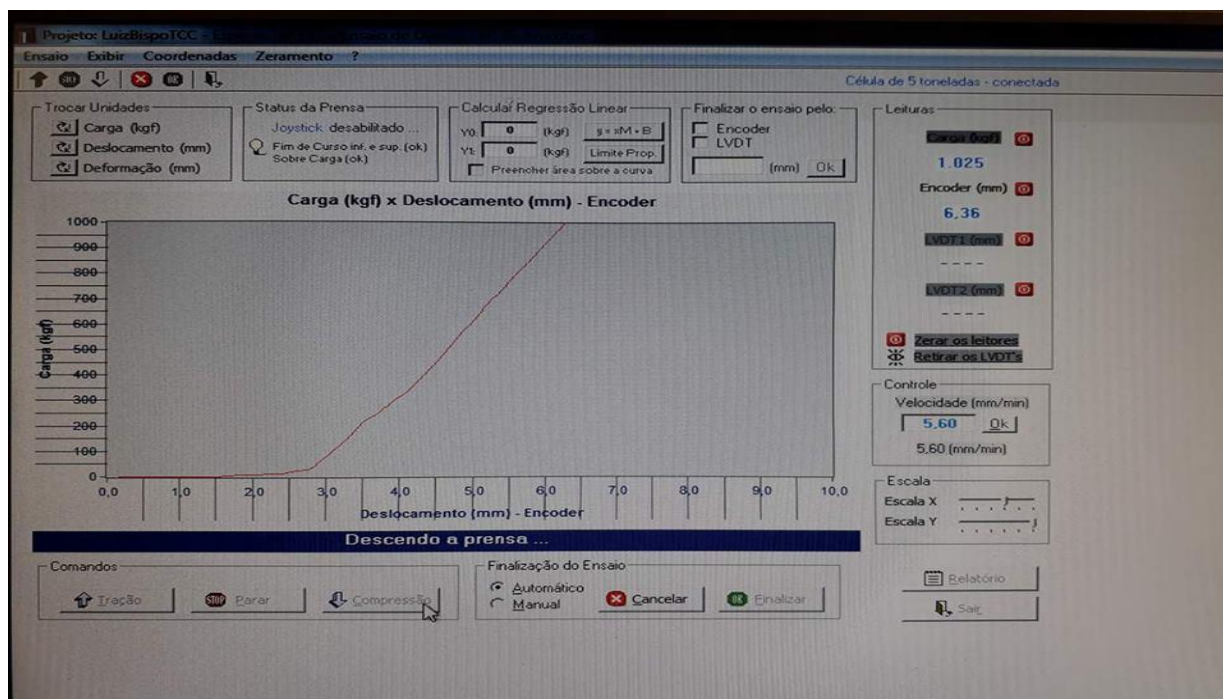 Projeto: LuizBispoTCC
Ensaio Exibir Coordenadas Zeramento ?
Célula de 5 toneladas - conectada
Trocar Unidades
Carga (kgf)
Deslocamento (mm)
Deformação (mm)
Status da Prensa
Joystick desabilitado ...
Fim de Curso inf. e sup. (ok)
Sobre Carga (ok)
Calcular Regressão Linear
Y0: 0 (kgf) y = xM + B
Y1: 0 (kgf) Limite Prop.
Preencher área sobre a curva
Finalizar o ensaio pelo:
Encoder
LVDT
(mm) Ok
Leituras
Carga (kgf)
1.025
Encoder (mm)
6,36
LVDT1 (mm)
----
LVDT2 (mm)
----
Zerar os leitores
Retirar os LVDT's
Carga (kgf) x Deslocamento (mm) - Encoder
1000
900
800
700
600
500
400
300
200
100
0
Carga (kgf)
0,0 1,0 2,0 3,0 4,0 5,0 6,0 7,0 8,0 9,0 10,0
Deslocamento (mm) - Encoder
Controle
Velocidade (mm/min)
5,60 Ok
5,60 (mm/min)
Escala
Escala X
Escala Y
Descendo a prensa ...
Comandos
Tração STOP Parar Compressão
Finalização do Ensaio
Automático
Manual
Cancelar OK Finalizar
Relatório
Sair